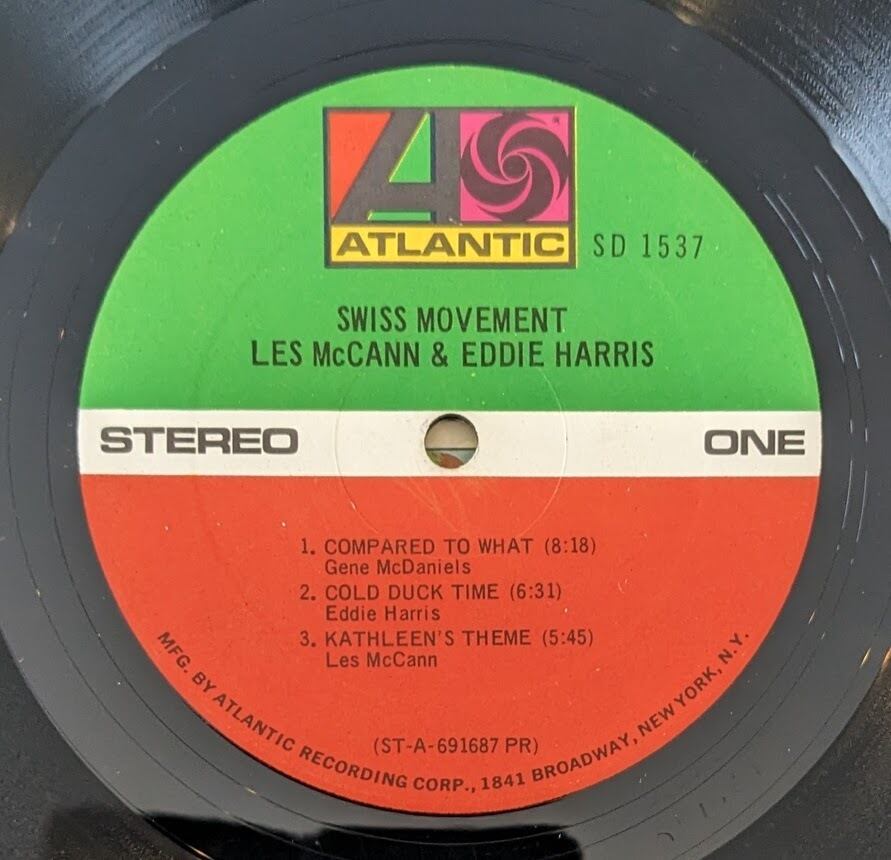 ATLANTIC
SD 1537
SWISS MOVEMENT
LES McCANN & EDDIE HARRIS
STEREO
ONE
1. COMPARED TO WHAT (8:18)
Gene McDaniels
2. COLD DUCK TIME (6:31)
Eddie Harris
3. KATHLEEN'S THEME (5:45)
Les McCann
(ST-A-691687 PR)
MFG. BY ATLANTIC RECORDING CORP., 1841 BROADWAY, NEW YORK, N.Y.